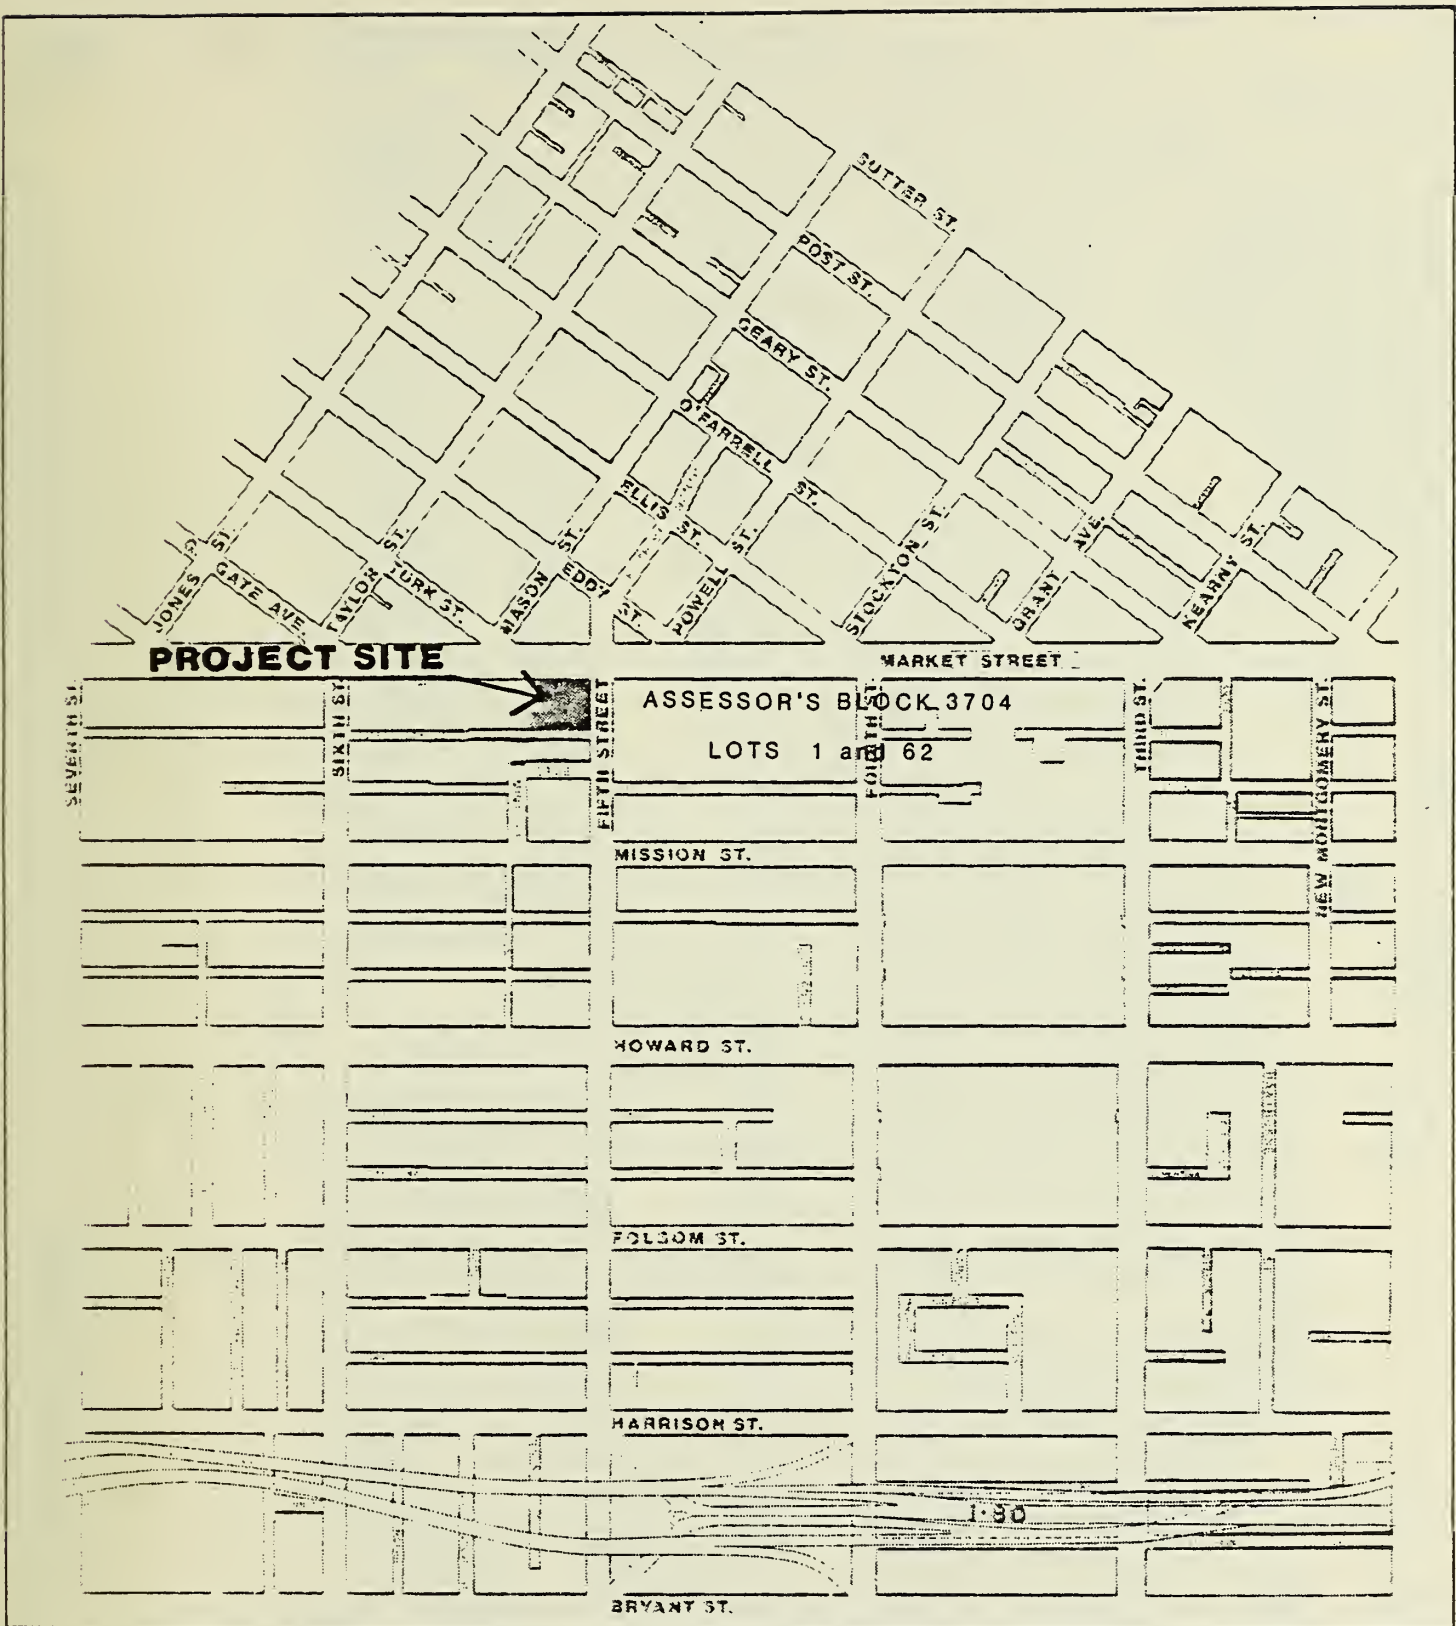 SUTTER ST.
POST ST.
GEARY ST.
O'FARRELL ST.
ELLIS ST.
EDDY ST.
TURK ST.
GATE AVE.
JONES ST.
TAYLOR ST.
MASON ST.
POWELL ST.
STOCKYON ST.
GRANT AVE.
KEARNY ST.
PROJECT SITE
MARKET STREET
ASSESSOR'S BLOCK 3704
LOTS 1 and 62
SEVERTH ST.
SIXTH ST.
FIFTH STREET
FOURTH ST.
THIRD ST.
NEW MONTGOMERY ST.
MISSION ST.
HOWARD ST.
FOLSOM ST.
HARRISON ST.
I-80
BRYANT ST.